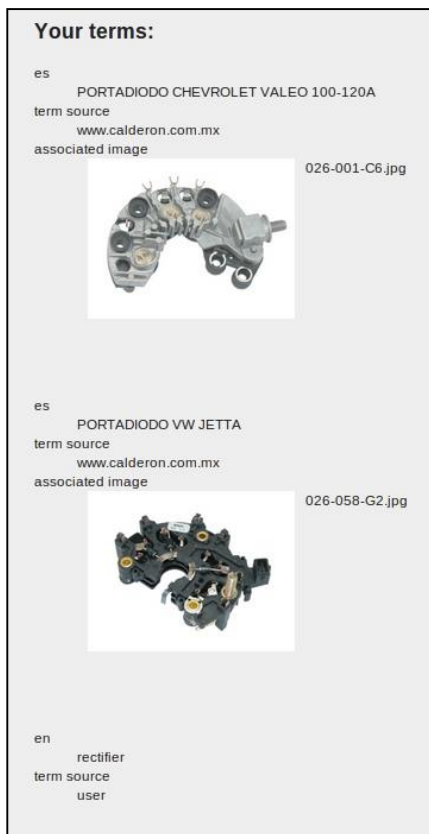 Your terms:
es
PORTADIODO CHEVROLET VALEO 100-120A
term source
www.calderon.com.mx
associated image
026-001-C6.jpg
es
PORTADIODO VW JETTA
term source
www.calderon.com.mx
associated image
026-058-G2.jpg
en
rectifier
term source
user